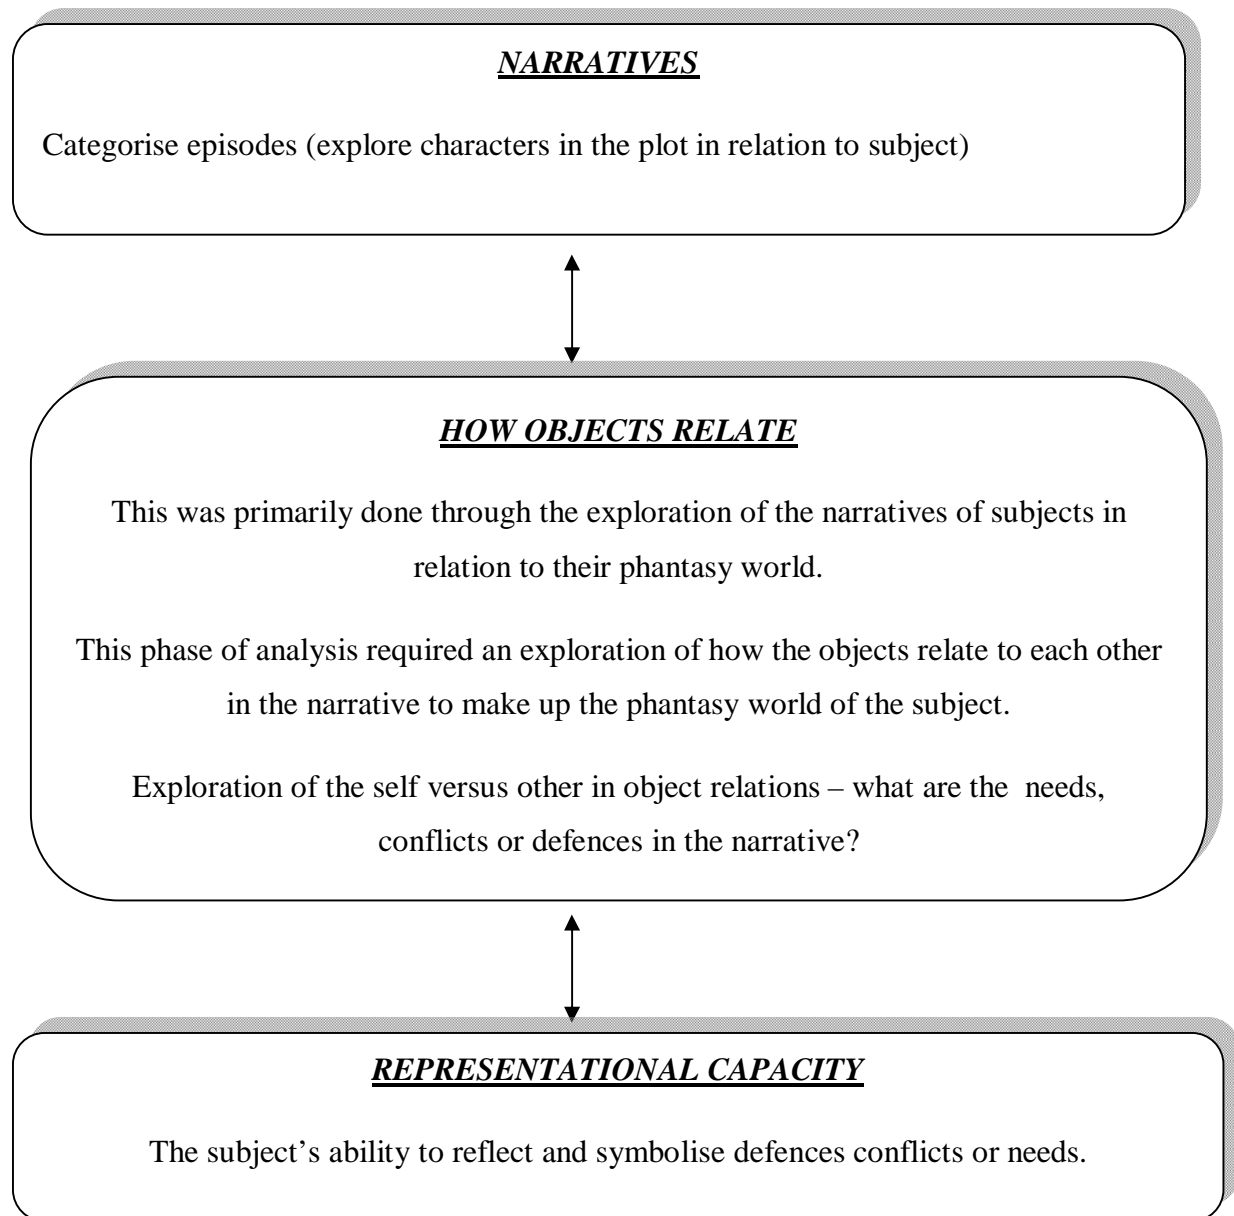 NARRATIVES
Categorise episodes (explore characters in the plot in relation to subject)
HOW OBJECTS RELATE
This was primarily done through the exploration of the narratives of subjects in
relation to their phantasy world.
This phase of analysis required an exploration of how the objects relate to each other
in the narrative to make up the phantasy world of the subject.
Exploration of the self versus other in object relations – what are the  needs,
conflicts or defences in the narrative?
REPRESENTATIONAL CAPACITY
The subject’s ability to reflect and symbolise defences conflicts or needs.